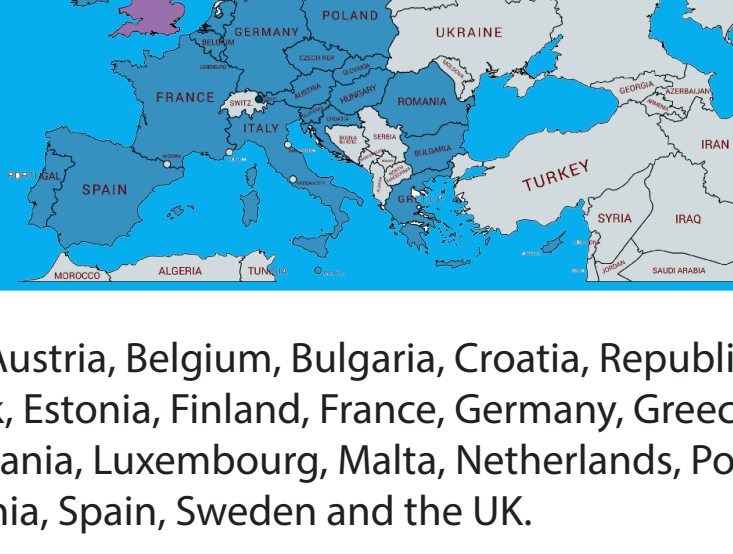 POLAND
UKRAINE
GERMANY
BELGIUM
LUXEMBOURG
CZECH REP.
SLOVAKIA
MOLDOVA
FRANCE
SWITZ.
AUSTRIA
HUNGARY
ROMANIA
GEORGIA
AZERBAIJAN
ARMENIA
ITALY
CROATIA
SERBIA
BULGARIA
IRAN
PORTUGAL
SPAIN
TURKEY
GREECE
SYRIA
IRAQ
MOROCCO
ALGERIA
TUNISIA
JORDAN
SAUDI ARABIA
Austria, Belgium, Bulgaria, Croatia, Republi
, Estonia, Finland, France, Germany, Greec
ania, Luxembourg, Malta, Netherlands, Po
nia, Spain, Sweden and the UK.